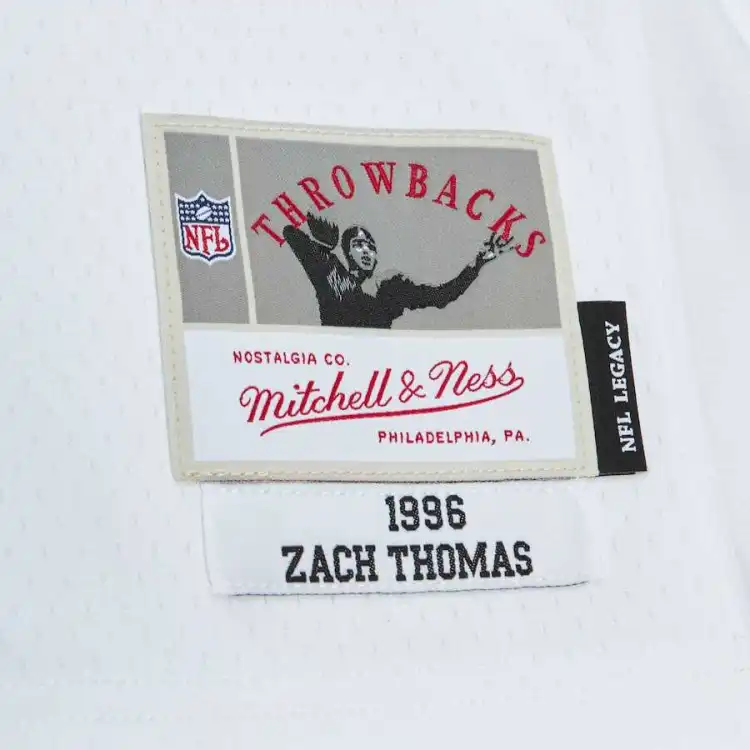 THROWBACKS
NFL
NOSTALGIA CO.
Mitchell & Ness
PHILADELPHIA, PA.
NFL LEGACY
1996
ZACH THOMAS